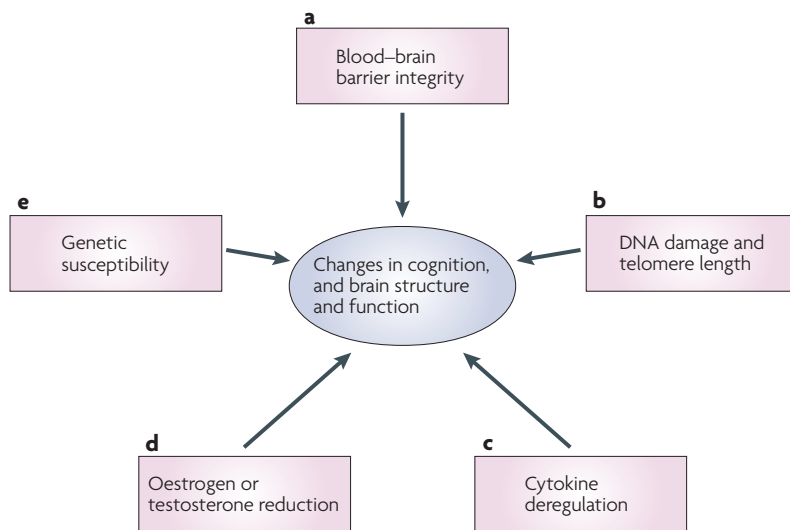 a
Blood–brain
barrier integrity
e
Genetic
susceptibility
b
DNA damage and
telomere length
Changes in cognition,
and brain structure
and function
d
Oestrogen or
testosterone reduction
c
Cytokine
deregulation